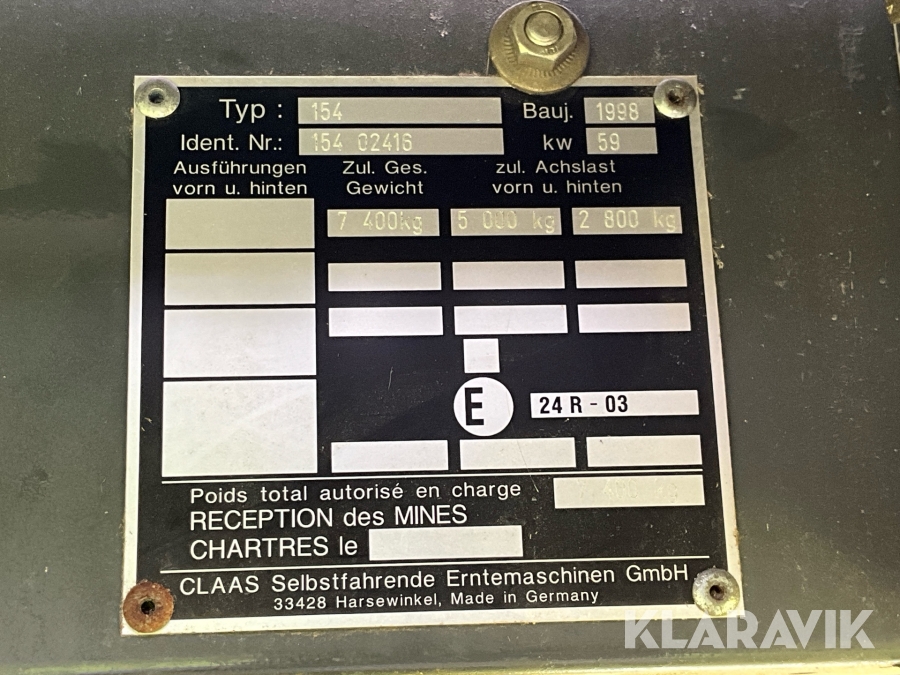 Typ : 154 Bauj. 1998
Ident. Nr.: 154 02416 kw 59
Ausführungen Zul. Ges. zul. Achslast
vorn u. hinten Gewicht vorn u. hinten
7 400kg 5 000 kg 2 800 kg
E 24 R - 03
Poids total autorisé en charge
RECEPTION des MINES
CHARTRES le
CLAAS Selbstfahrende Erntemaschinen GmbH
33428 Harsewinkel, Made in Germany
KLARAVIK